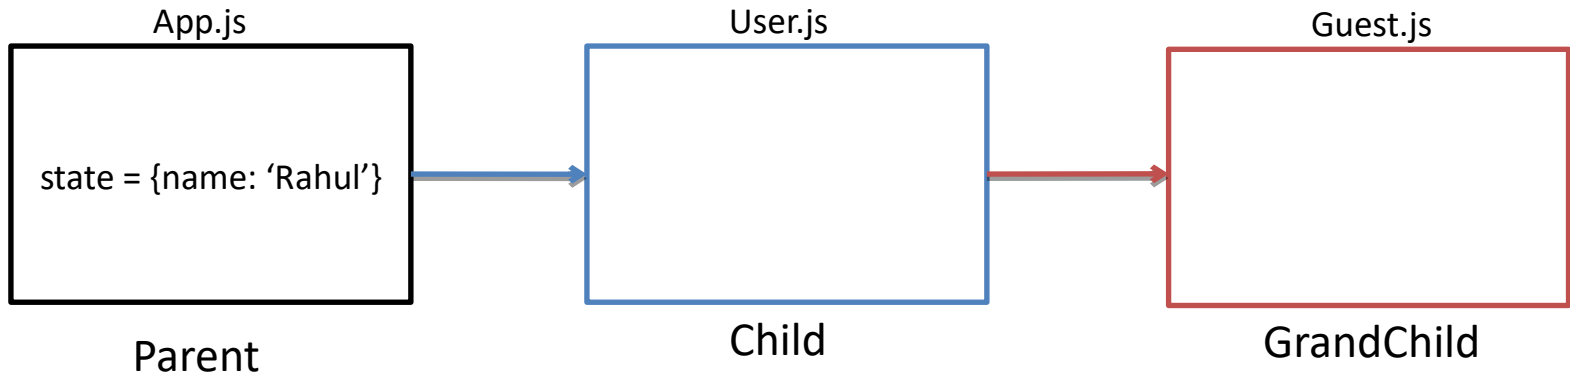 App.js
User.js
Guest.js
state = {name: ‘Rahul’}
Parent
Child
GrandChild